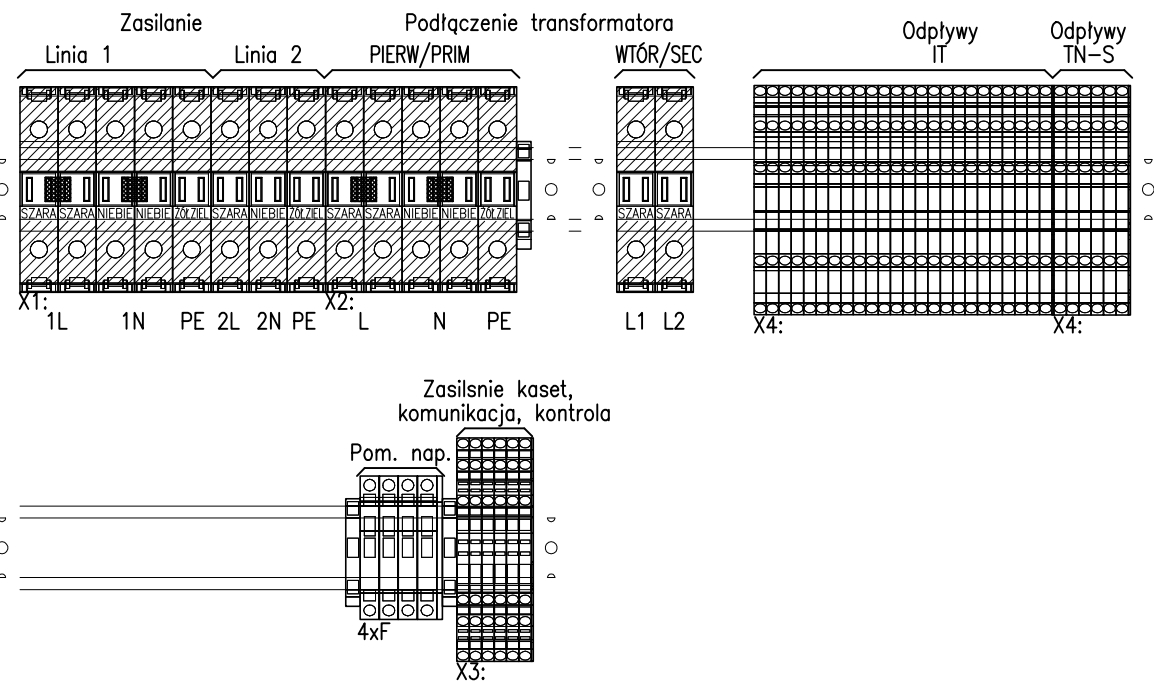 Zasilanie Podłączenie transformatora Odpływy Odpływy
Linia 1 Linia 2 PIERW/PRIM WTÓR/SEC IT TN-S
SZARA SZARA NIEBIE NIEBIE ŻÓŁZIEL SZARA NIEBIE ŻÓŁZIEL SZARA SZARA NIEBIE NIEBIE ŻÓŁZIEL SZARA SZARA
X1: X2:
1L 1N PE 2L 2N PE L N PE L1 L2 X4: X4:
Zasilsnie kaset,
komunikacja, kontrola
Pom. nap.
4xF
X3: